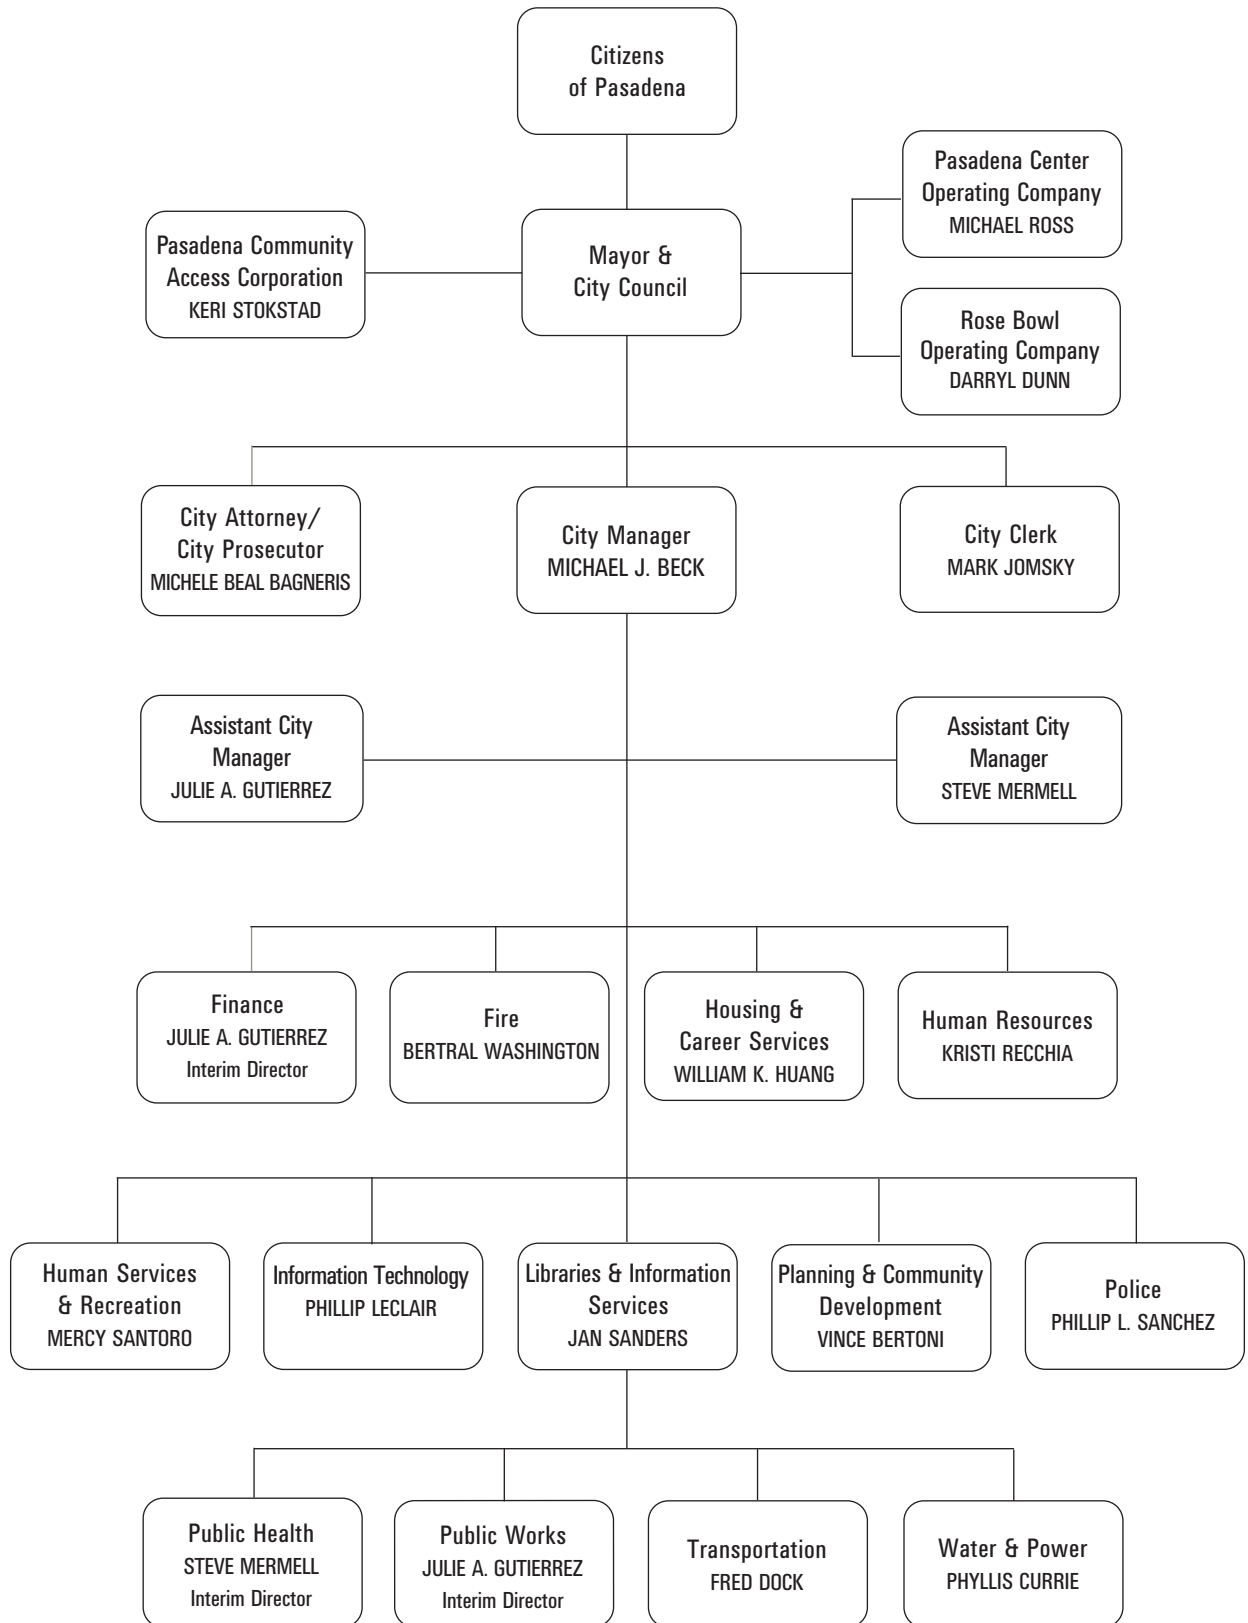 Citizens
of Pasadena
Pasadena Center
Operating Company
MICHAEL ROSS
Pasadena Community
Access Corporation
KERI STOKSTAD
Mayor &
City Council
Rose Bowl
Operating Company
DARRYL DUNN
City Attorney/
City Prosecutor
MICHELE BEAL BAGNERIS
City Manager
MICHAEL J. BECK
City Clerk
MARK JOMSKY
Assistant City
Manager
JULIE A. GUTIERREZ
Assistant City
Manager
STEVE MERMELL
Finance
JULIE A. GUTIERREZ
Interim Director
Fire
BERTRAL WASHINGTON
Housing &
Career Services
WILLIAM K. HUANG
Human Resources
KRISTI RECCHIA
Human Services
& Recreation
MERCY SANTORO
Information Technology
PHILLIP LECLAIR
Libraries & Information
Services
JAN SANDERS
Planning & Community
Development
VINCE BERTONI
Police
PHILLIP L. SANCHEZ
Public Health
STEVE MERMELL
Interim Director
Public Works
JULIE A. GUTIERREZ
Interim Director
Transportation
FRED DOCK
Water & Power
PHYLLIS CURRIE